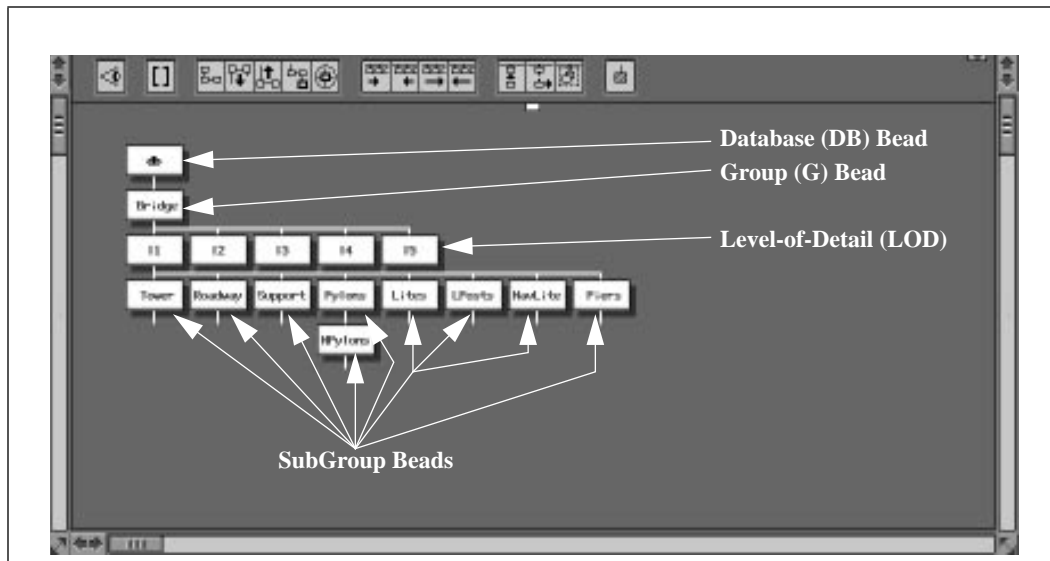 Database (DB) Bead
db
Group (G) Bead
Bridge
Level-of-Detail (LOD)
l1 l2 l3 l4 l5
Tower Roadway Support Pylons Lites LPosts NavLite Piers
NPylons
SubGroup Beads